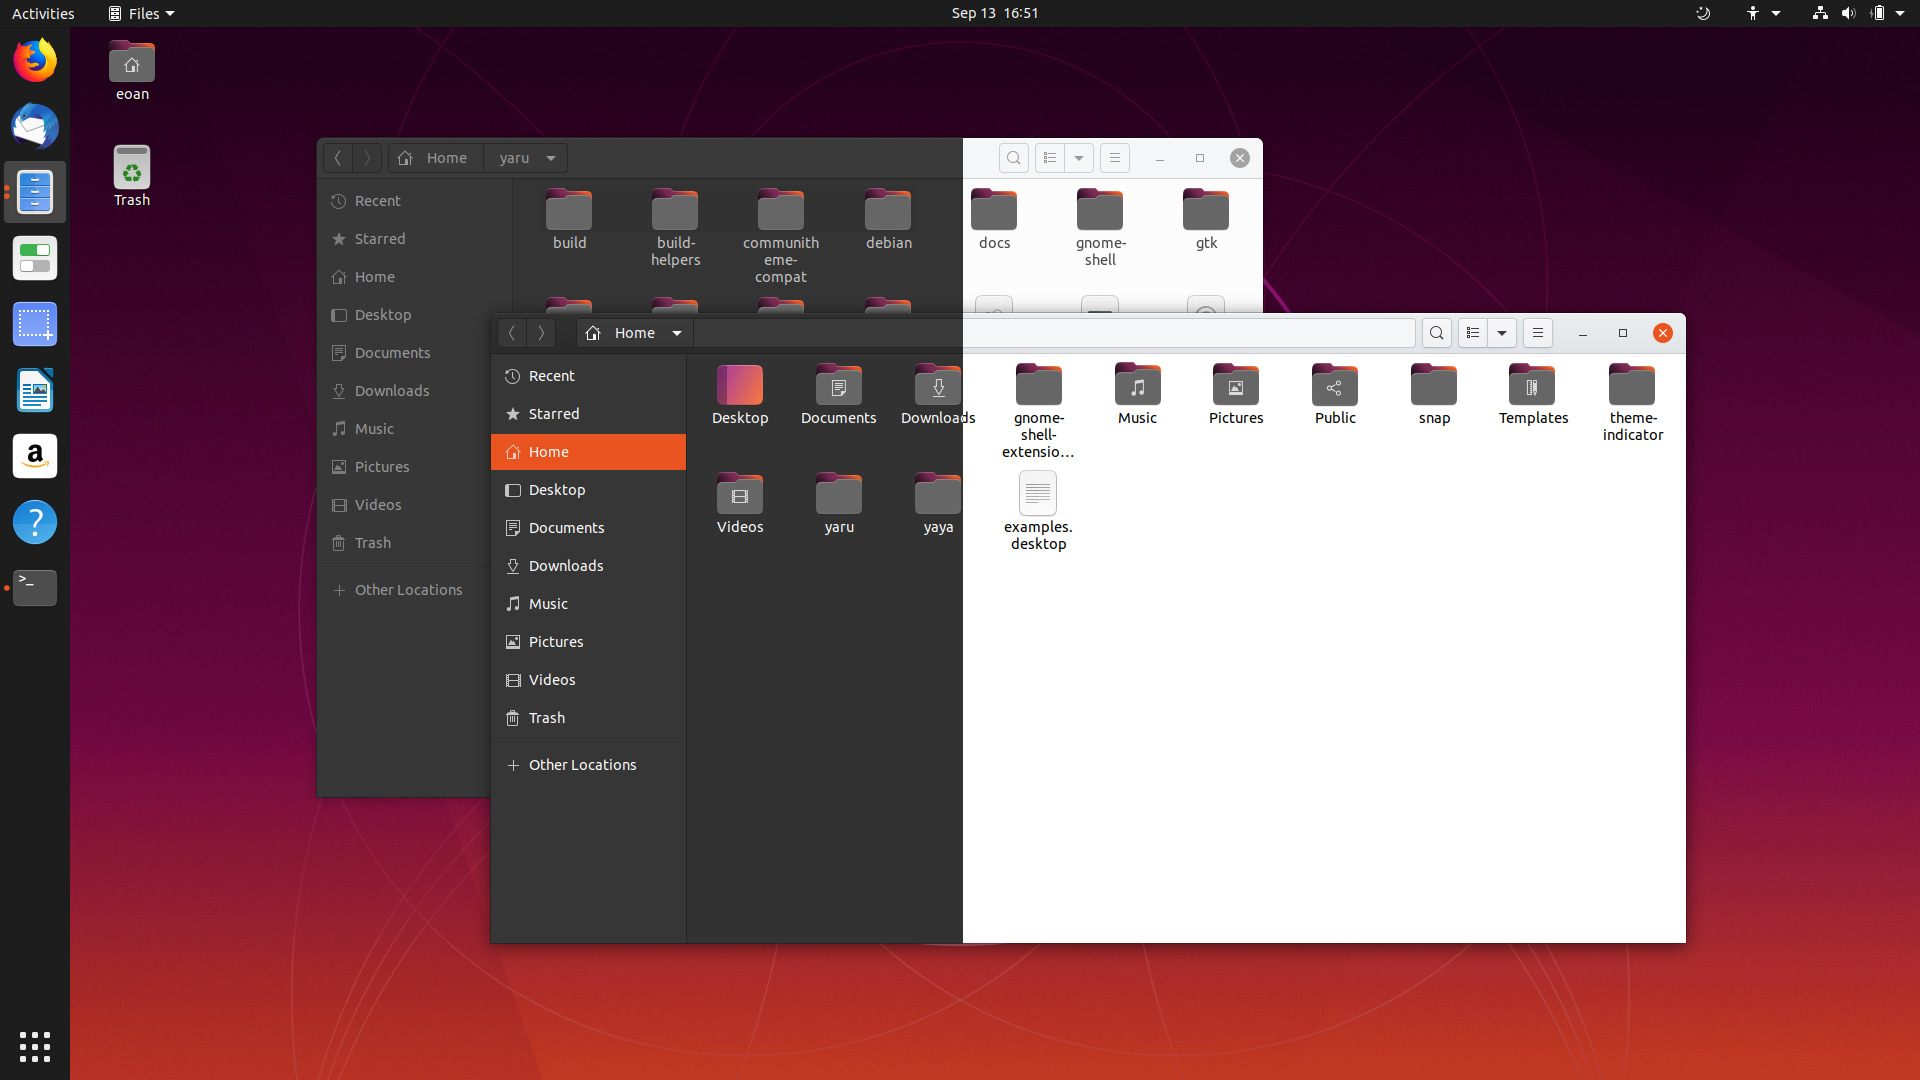 Activities
Files
Sep 13 16:51
eoan
Trash
Home
yaru
Recent
Starred
Home
Desktop
Documents
Downloads
Music
Pictures
Videos
Trash
Other Locations
build
build-
helpers
communith
eme-
compat
debian
docs
gnome-
shell
gtk
Home
Recent
Starred
Home
Desktop
Documents
Downloads
Music
Pictures
Videos
Trash
Other Locations
Desktop
Documents
Downloads
gnome-
shell-
extensio...
Music
Pictures
Public
snap
Templates
theme-
indicator
Videos
yaru
yaya
examples.
desktop
a
?
>_